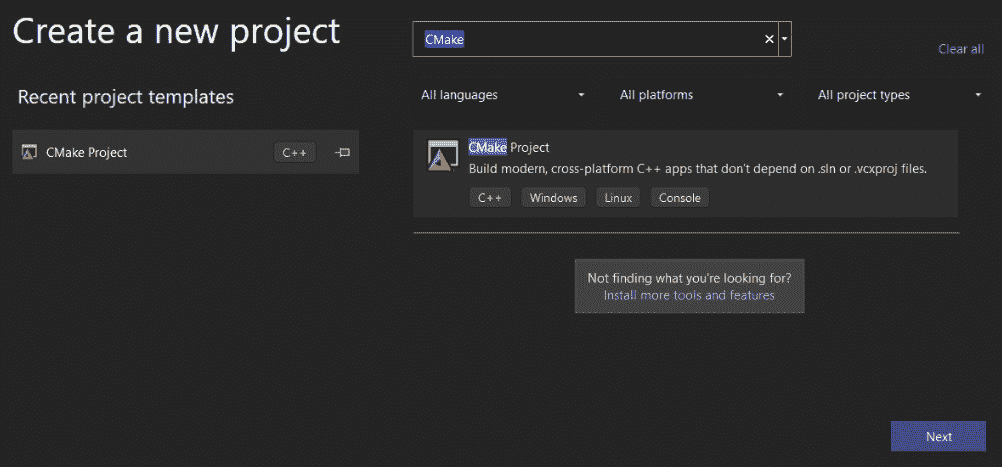 Create a new project
CMake
Clear all
Recent project templates
All languages
All platforms
All project types
CMake Project
C++
CMake Project
Build modern, cross-platform C++ apps that don't depend on .sln or .vcxproj files.
C++ Windows Linux Console
Not finding what you're looking for?
Install more tools and features
Next